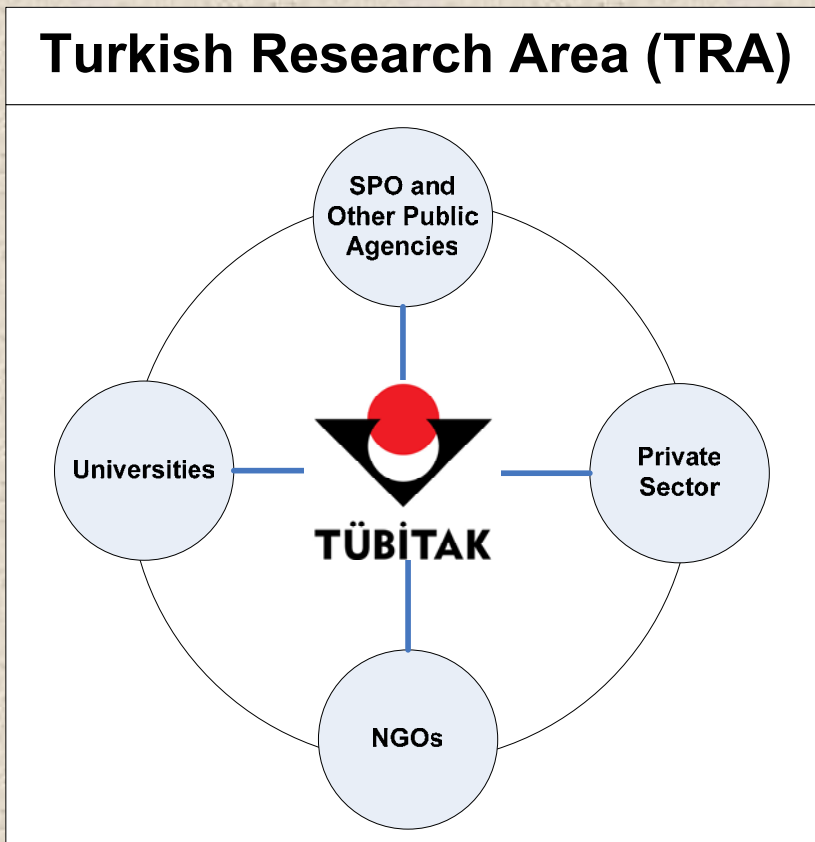 Turkish Research Area (TRA)
SPO and
Other Public
Agencies
Universities
Private
Sector
TÜBİTAK
NGOs